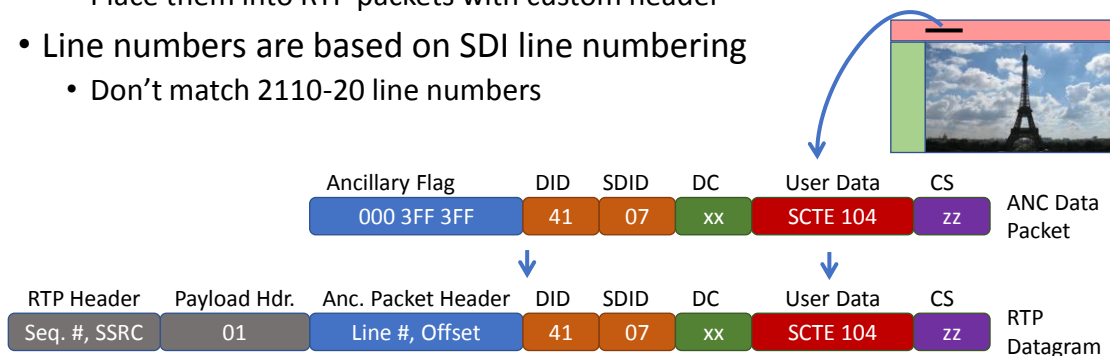 Place them into RTP packets with custom header
• Line numbers are based on SDI line numbering
• Don't match 2110-20 line numbers
Ancillary Flag DID SDID DC User Data CS
000 3FF 3FF 41 07 xx SCTE 104 zz
ANC Data
Packet
RTP Header Payload Hdr. Anc. Packet Header DID SDID DC User Data CS
Seq. #, SSRC 01 Line #, Offset 41 07 xx SCTE 104 zz
RTP
Datagram